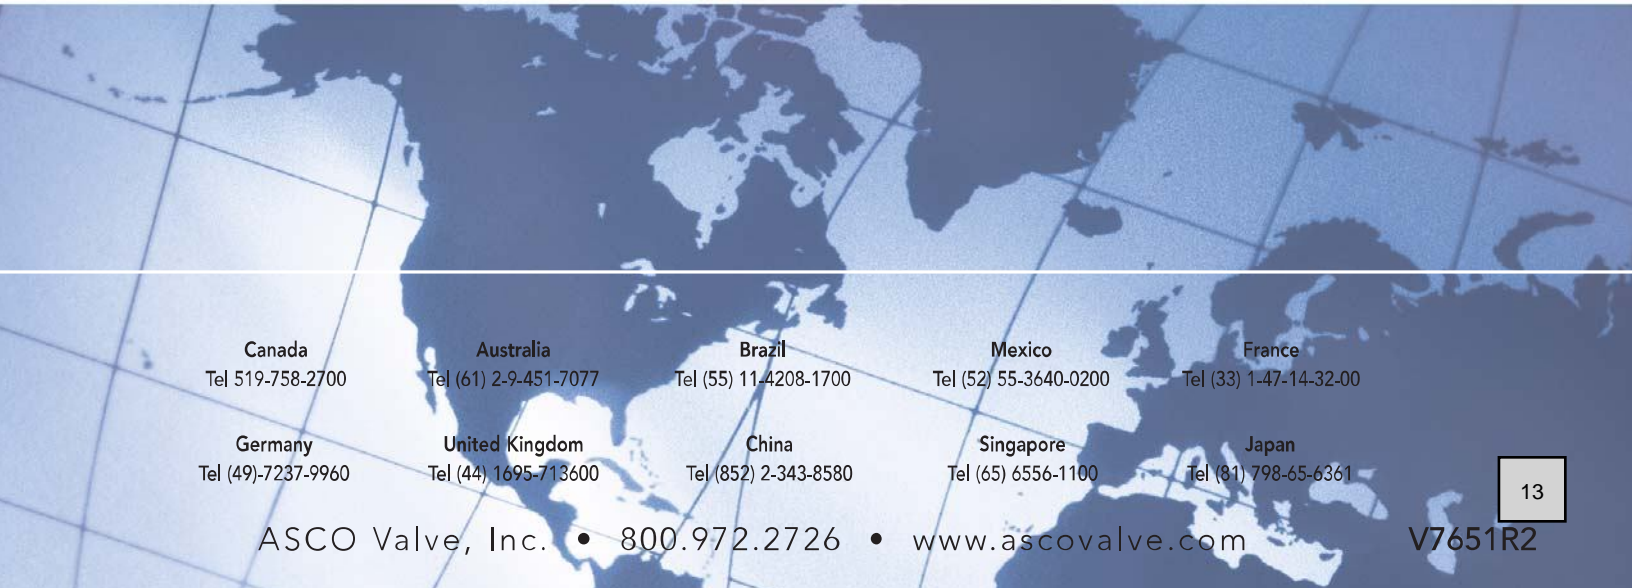 Canada Australia Brazil Mexico France
Tel 519-758-2700 Tel (61) 2-9-451-7077 Tel (55) 11-4208-1700 Tel (52) 55-3640-0200 Tel (33) 1-47-14-32-00
Germany United Kingdom China Singapore Japan
Tel (49)-7237-9960 Tel (44) 1695-713600 Tel (852) 2-343-8580 Tel (65) 6556-1100 Tel (81) 798-65-6361
13
ASCO Valve, Inc. • 800.972.2726 • www.ascovalve.com V7651R2